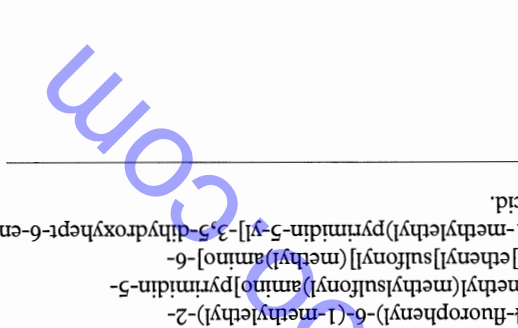 -fluorophenyl)-6-(1-methylethyl)-2-
methyl(methylsulfonyl)amino]pyrimidin-5-
]ethenyl]sulfonyl](methyl)amino]-6-
-methylethyl)pyrimidin-5-yl]-3,5-dihydroxyhept-6-en
cid.
.com